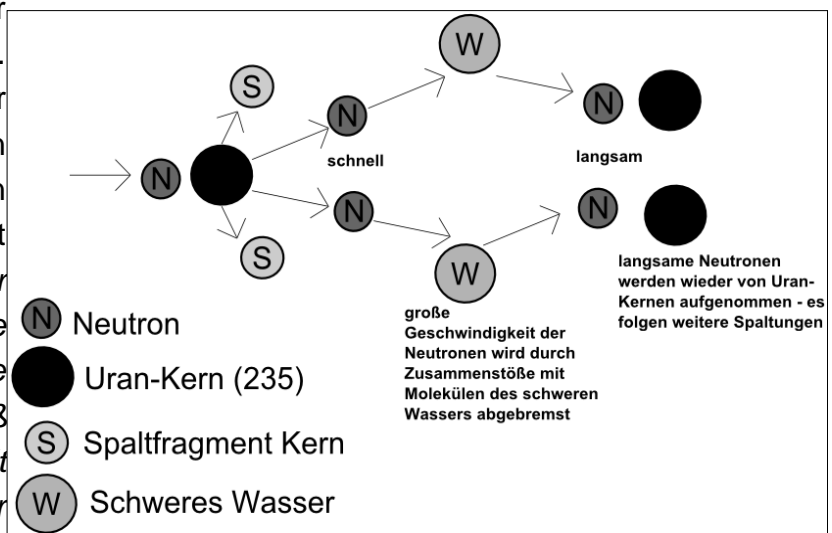 S
W
N
N
schnell
langsam
N
N
N
S
W
langsame Neutronen
werden wieder von Uran-
Kernen aufgenommen - es
folgen weitere Spaltungen
große
Geschwindigkeit der
Neutronen wird durch
Zusammenstöße mit
Molekülen des schweren
Wassers abgebremst
N Neutron
Uran-Kern (235)
S Spaltfragment Kern
W Schweres Wasser